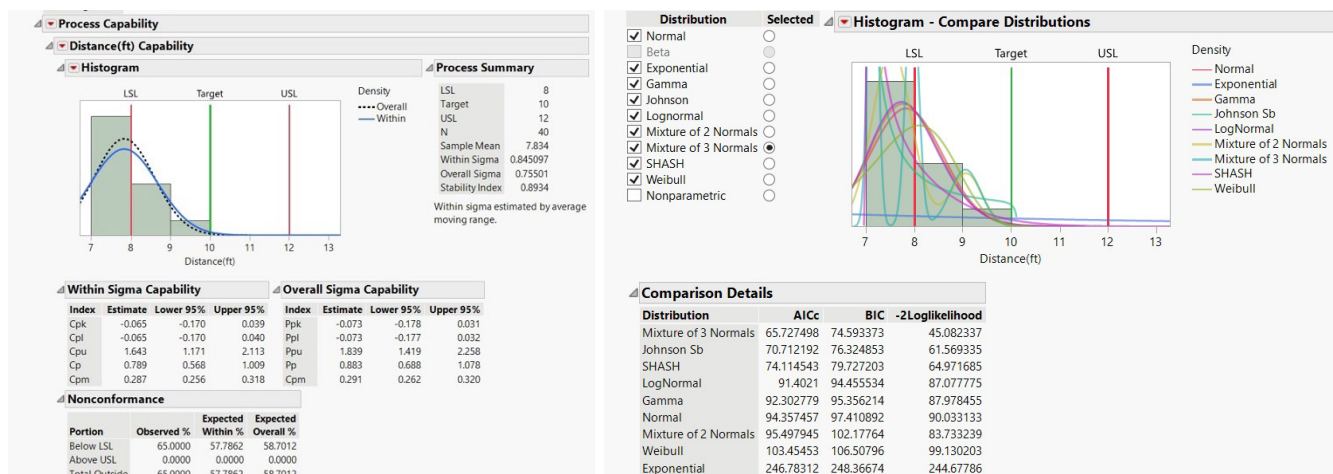 Process Capability
Distance(ft) Capability
Histogram
LSL Target USL
7 8 9 10 11 12 13
Distance(ft)
Density
Overall
Within
Process Summary
LSL 8
Target 10
USL 12
N 40
Sample Mean 7.834
Within Sigma 0.845097
Overall Sigma 0.75501
Stability Index 0.8934
Within sigma estimated by average
moving range.
Within Sigma Capability
Index Estimate Lower 95% Upper 95%
Cpk -0.065 -0.170 0.039
Cpl -0.065 -0.170 0.040
Cpu 1.643 1.171 2.113
Cp 0.789 0.568 1.009
Cpm 0.287 0.256 0.318
Overall Sigma Capability
Index Estimate Lower 95% Upper 95%
Ppk -0.073 -0.178 0.031
Ppl -0.073 -0.177 0.032
Ppu 1.839 1.419 2.258
Pp 0.883 0.688 1.078
Cpm 0.291 0.262 0.320
Nonconformance
Expected Expected
Portion Observed % Within % Overall %
Below LSL 65.0000 57.7862 58.7012
Above USL 0.0000 0.0000 0.0000
Total Outside 65.0000 57.7862 58.7012
Distribution Selected
Normal
Beta
Exponential
Gamma
Johnson
Lognormal
Mixture of 2 Normals
Mixture of 3 Normals
SHASH
Weibull
Nonparametric
Histogram - Compare Distributions
LSL Target USL
7 8 9 10 11 12 13
Distance(ft)
Density
Normal
Exponential
Gamma
Johnson Sb
LogNormal
Mixture of 2 Normals
Mixture of 3 Normals
SHASH
Weibull
Comparison Details
Distribution AICc BIC -2Loglikelihood
Mixture of 3 Normals 65.727498 74.593373 45.082337
Johnson Sb 70.712192 76.324853 61.569335
SHASH 74.114543 79.727203 64.971685
LogNormal 91.4021 94.455534 87.077775
Gamma 92.302779 95.356214 87.978455
Normal 94.357457 97.410892 90.033133
Mixture of 2 Normals 95.497945 102.17764 83.733239
Weibull 103.45453 106.50796 99.130203
Exponential 246.78312 248.36674 244.67786